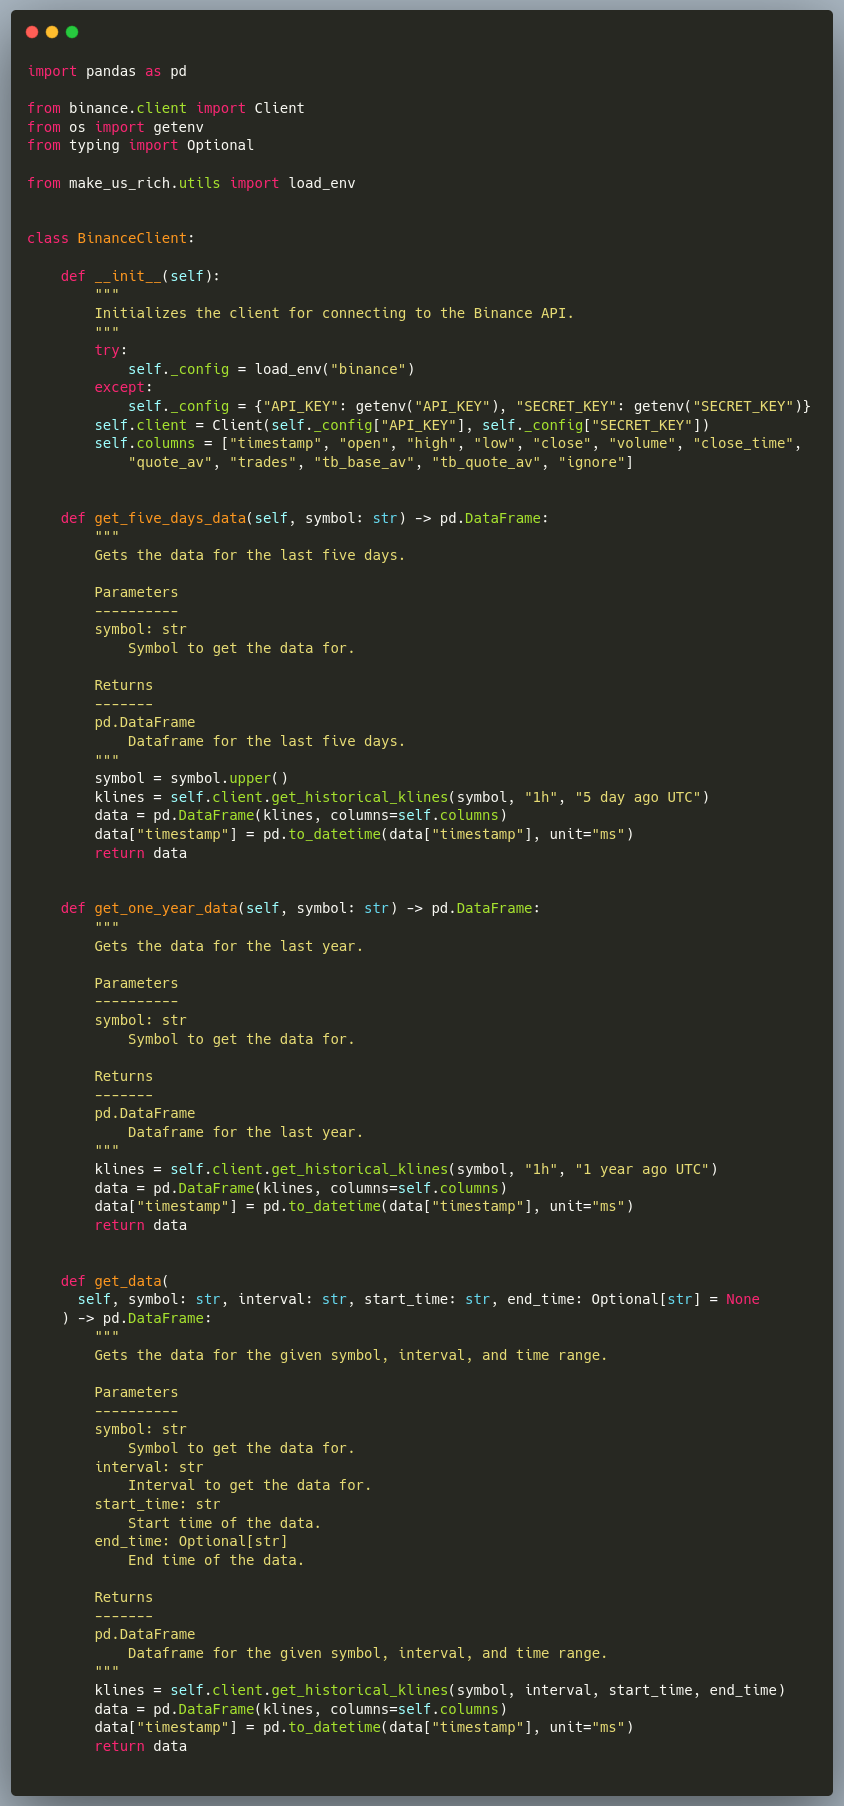 import pandas as pd

from binance.client import Client
from os import getenv
from typing import Optional

from make_us_rich.utils import load_env


class BinanceClient:

    def __init__(self):
        """
        Initializes the client for connecting to the Binance API.
        """
        try:
            self._config = load_env("binance")
        except:
            self._config = {"API_KEY": getenv("API_KEY"), "SECRET_KEY": getenv("SECRET_KEY")}
        self.client = Client(self._config["API_KEY"], self._config["SECRET_KEY"])
        self.columns = ["timestamp", "open", "high", "low", "close", "volume", "close_time",
            "quote_av", "trades", "tb_base_av", "tb_quote_av", "ignore"]


    def get_five_days_data(self, symbol: str) -> pd.DataFrame:
        """
        Gets the data for the last five days.

        Parameters
        ----------
        symbol: str
            Symbol to get the data for.

        Returns
        -------
        pd.DataFrame
            Dataframe for the last five days.
        """
        symbol = symbol.upper()
        klines = self.client.get_historical_klines(symbol, "1h", "5 day ago UTC")
        data = pd.DataFrame(klines, columns=self.columns)
        data["timestamp"] = pd.to_datetime(data["timestamp"], unit="ms")
        return data


    def get_one_year_data(self, symbol: str) -> pd.DataFrame:
        """
        Gets the data for the last year.

        Parameters
        ----------
        symbol: str
            Symbol to get the data for.

        Returns
        -------
        pd.DataFrame
            Dataframe for the last year.
        """
        klines = self.client.get_historical_klines(symbol, "1h", "1 year ago UTC")
        data = pd.DataFrame(klines, columns=self.columns)
        data["timestamp"] = pd.to_datetime(data["timestamp"], unit="ms")
        return data


    def get_data(
      self, symbol: str, interval: str, start_time: str, end_time: Optional[str] = None
    ) -> pd.DataFrame:
        """
        Gets the data for the given symbol, interval, and time range.

        Parameters
        ----------
        symbol: str
            Symbol to get the data for.
        interval: str
            Interval to get the data for.
        start_time: str
            Start time of the data.
        end_time: Optional[str]
            End time of the data.

        Returns
        -------
        pd.DataFrame
            Dataframe for the given symbol, interval, and time range.
        """
        klines = self.client.get_historical_klines(symbol, interval, start_time, end_time)
        data = pd.DataFrame(klines, columns=self.columns)
        data["timestamp"] = pd.to_datetime(data["timestamp"], unit="ms")
        return data